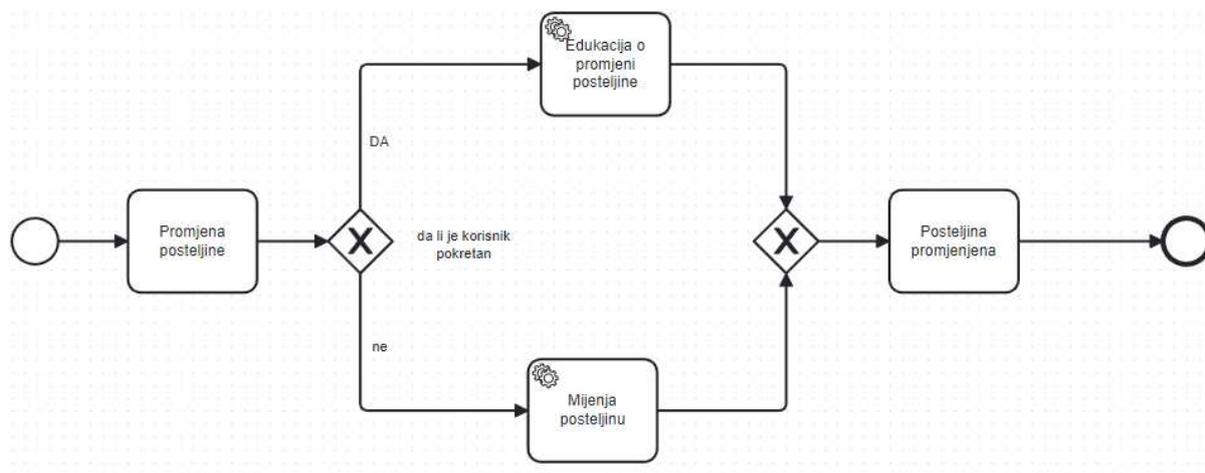 Edukacija o
promjeni
posteljine
DA
Promjena
posteljine
da li je korisnik
pokretan
Posteljina
promjenjena
ne
Mijenja
posteljinu